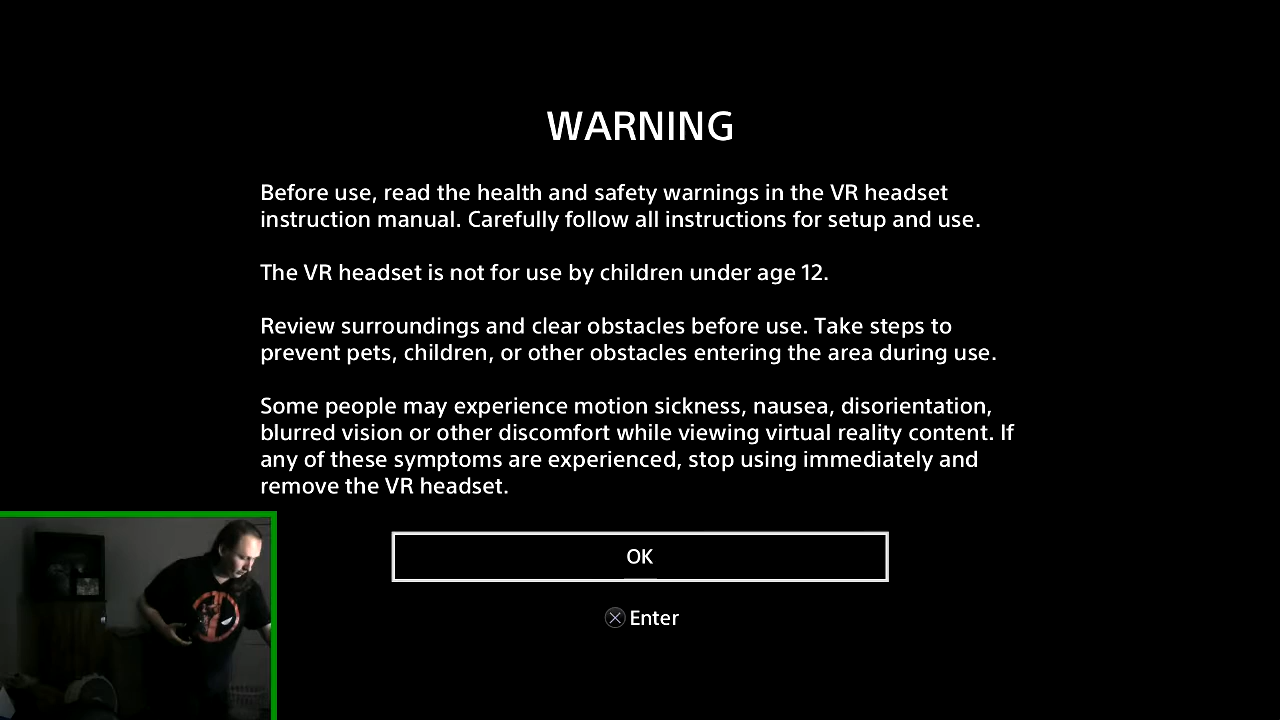 WARNING
Before use, read the health and safety warnings in the VR headset
instruction manual. Carefully follow all instructions for setup and use.
The VR headset is not for use by children under age 12.
Review surroundings and clear obstacles before use. Take steps to
prevent pets, children, or other obstacles entering the area during use.
Some people may experience motion sickness, nausea, disorientation,
blurred vision or other discomfort while viewing virtual reality content. If
any of these symptoms are experienced, stop using immediately and
remove the VR headset.
OK
Enter